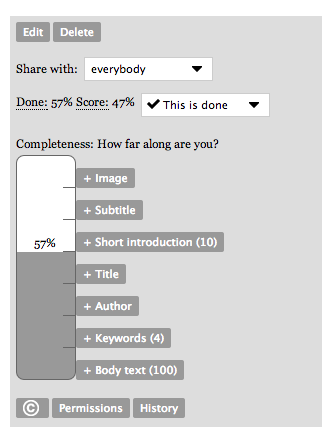 Edit Delete
Share with: everybody
Done: 57% Score: 47% ✔ This is done
Completeness: How far along are you?
+ Image
+ Subtitle
57% + Short introduction (10)
+ Title
+ Author
+ Keywords (4)
+ Body text (100)
© Permissions History